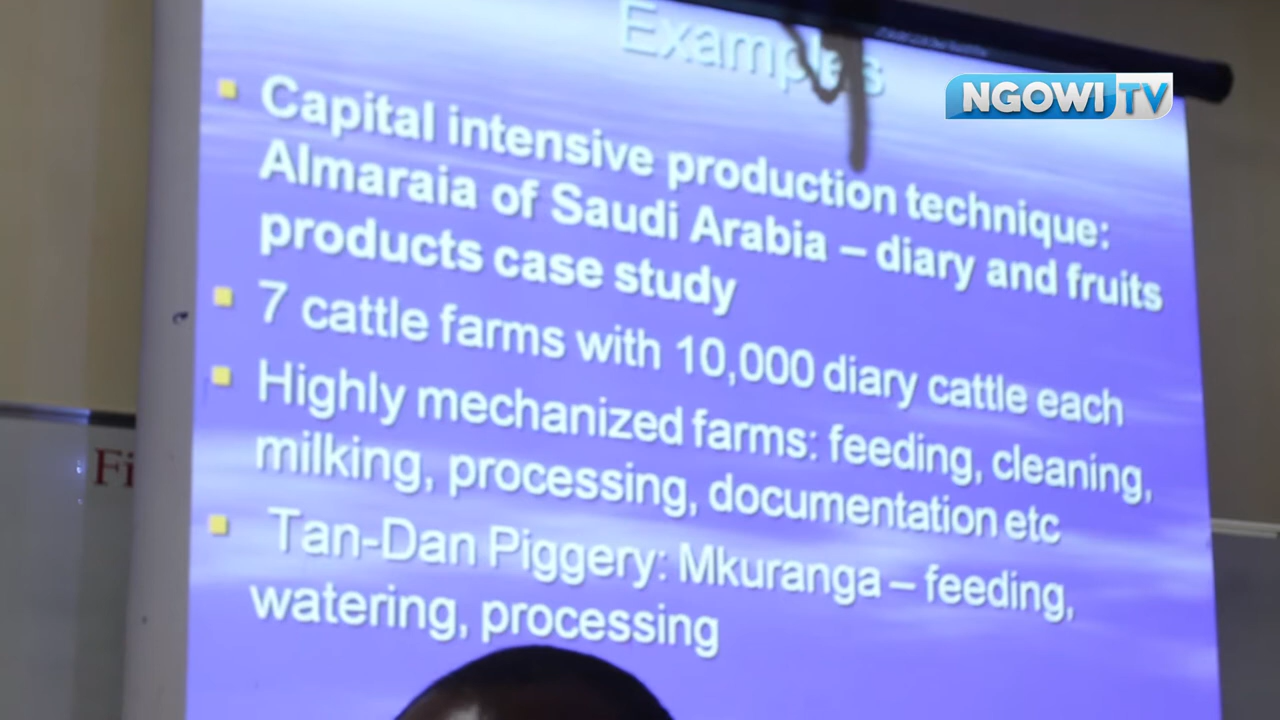 Examples
NGOWI TV
Capital intensive production technique:
Almaraia of Saudi Arabia – diary and fruits
products case study
7 cattle farms with 10,000 diary cattle each
Highly mechanized farms: feeding, cleaning,
milking, processing, documentation etc
Tan-Dan Piggery: Mkuranga – feeding,
watering, processing
Fi